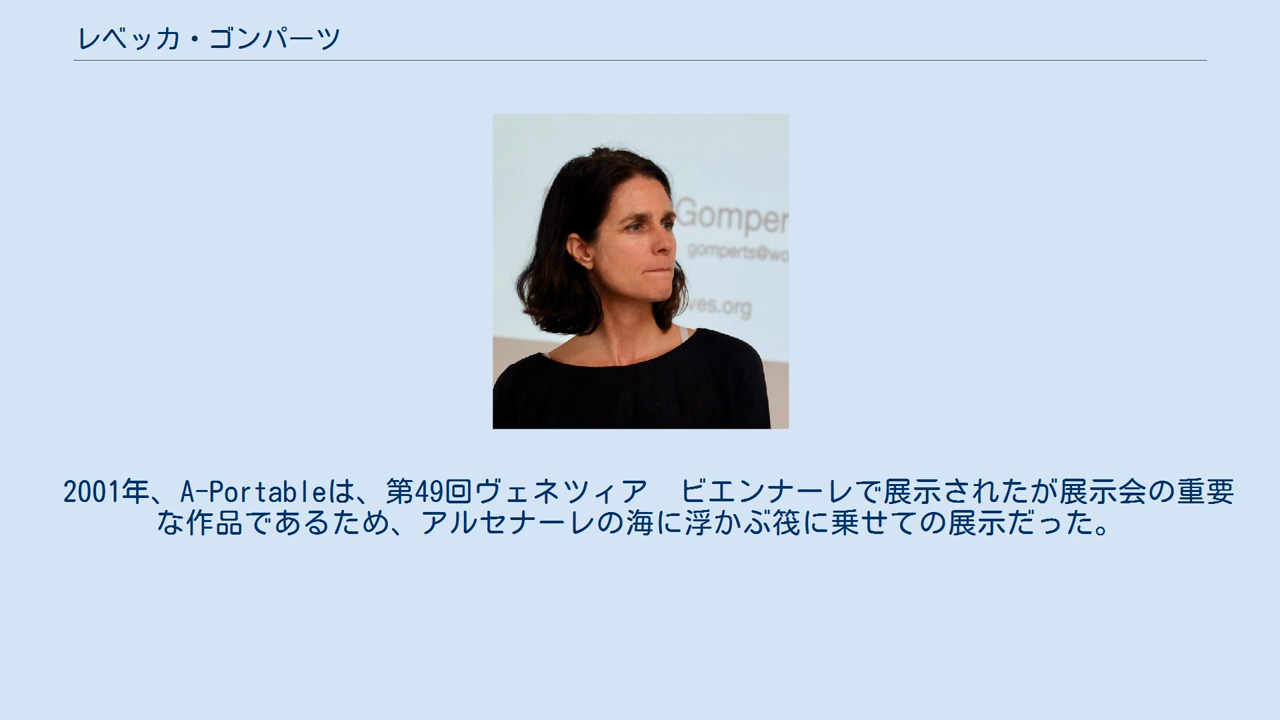 レベッカ・ゴンパーツ
Gomper
gomperts@wo
ves.org
2001年、A-Portableは、第49回ヴェネツィア　ビエンナーレで展示されたが展示会の重要
な作品であるため、アルセナーレの海に浮かぶ筏に乗せての展示だった。